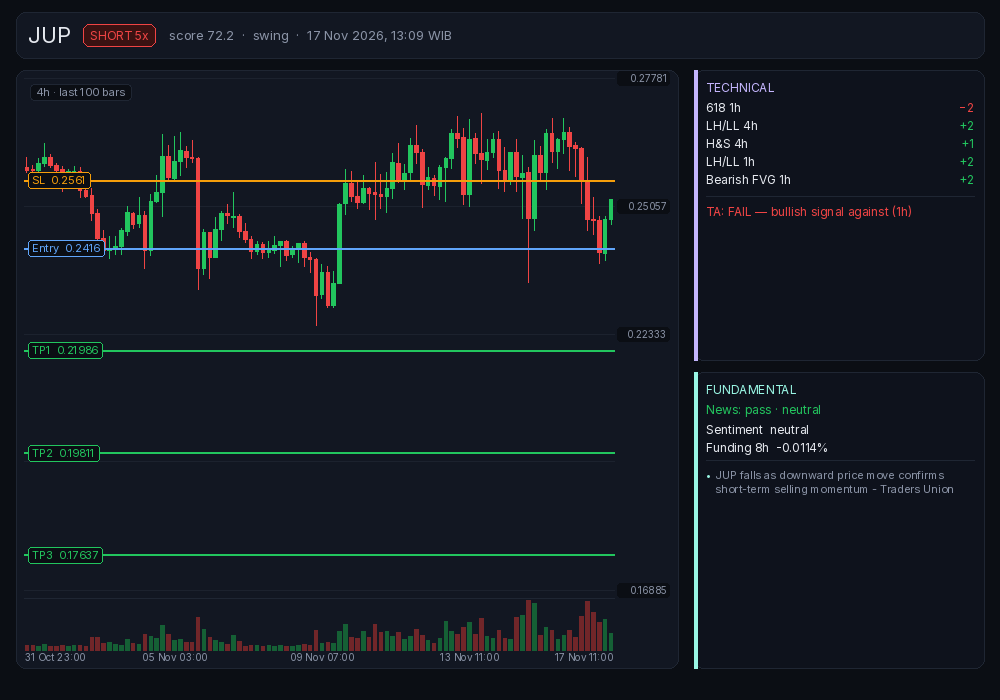 JUP SHORT 5x score 72.2 · swing · 17 Nov 2026, 13:09 WIB
4h · last 100 bars
0.27781
SL 0.2561
0.25057
Entry 0.2416
0.22333
TP1 0.21986
TP2 0.19811
TP3 0.17637
0.16885
31 Oct 23:00 05 Nov 03:00 09 Nov 07:00 13 Nov 11:00 17 Nov 11:00
TECHNICAL
618 1h −2
LH/LL 4h +2
H&S 4h +1
LH/LL 1h +2
Bearish FVG 1h +2
TA: FAIL — bullish signal against (1h)
FUNDAMENTAL
News: pass · neutral
Sentiment neutral
Funding 8h -0.0114%
• JUP falls as downward price move confirms
short-term selling momentum - Traders Union